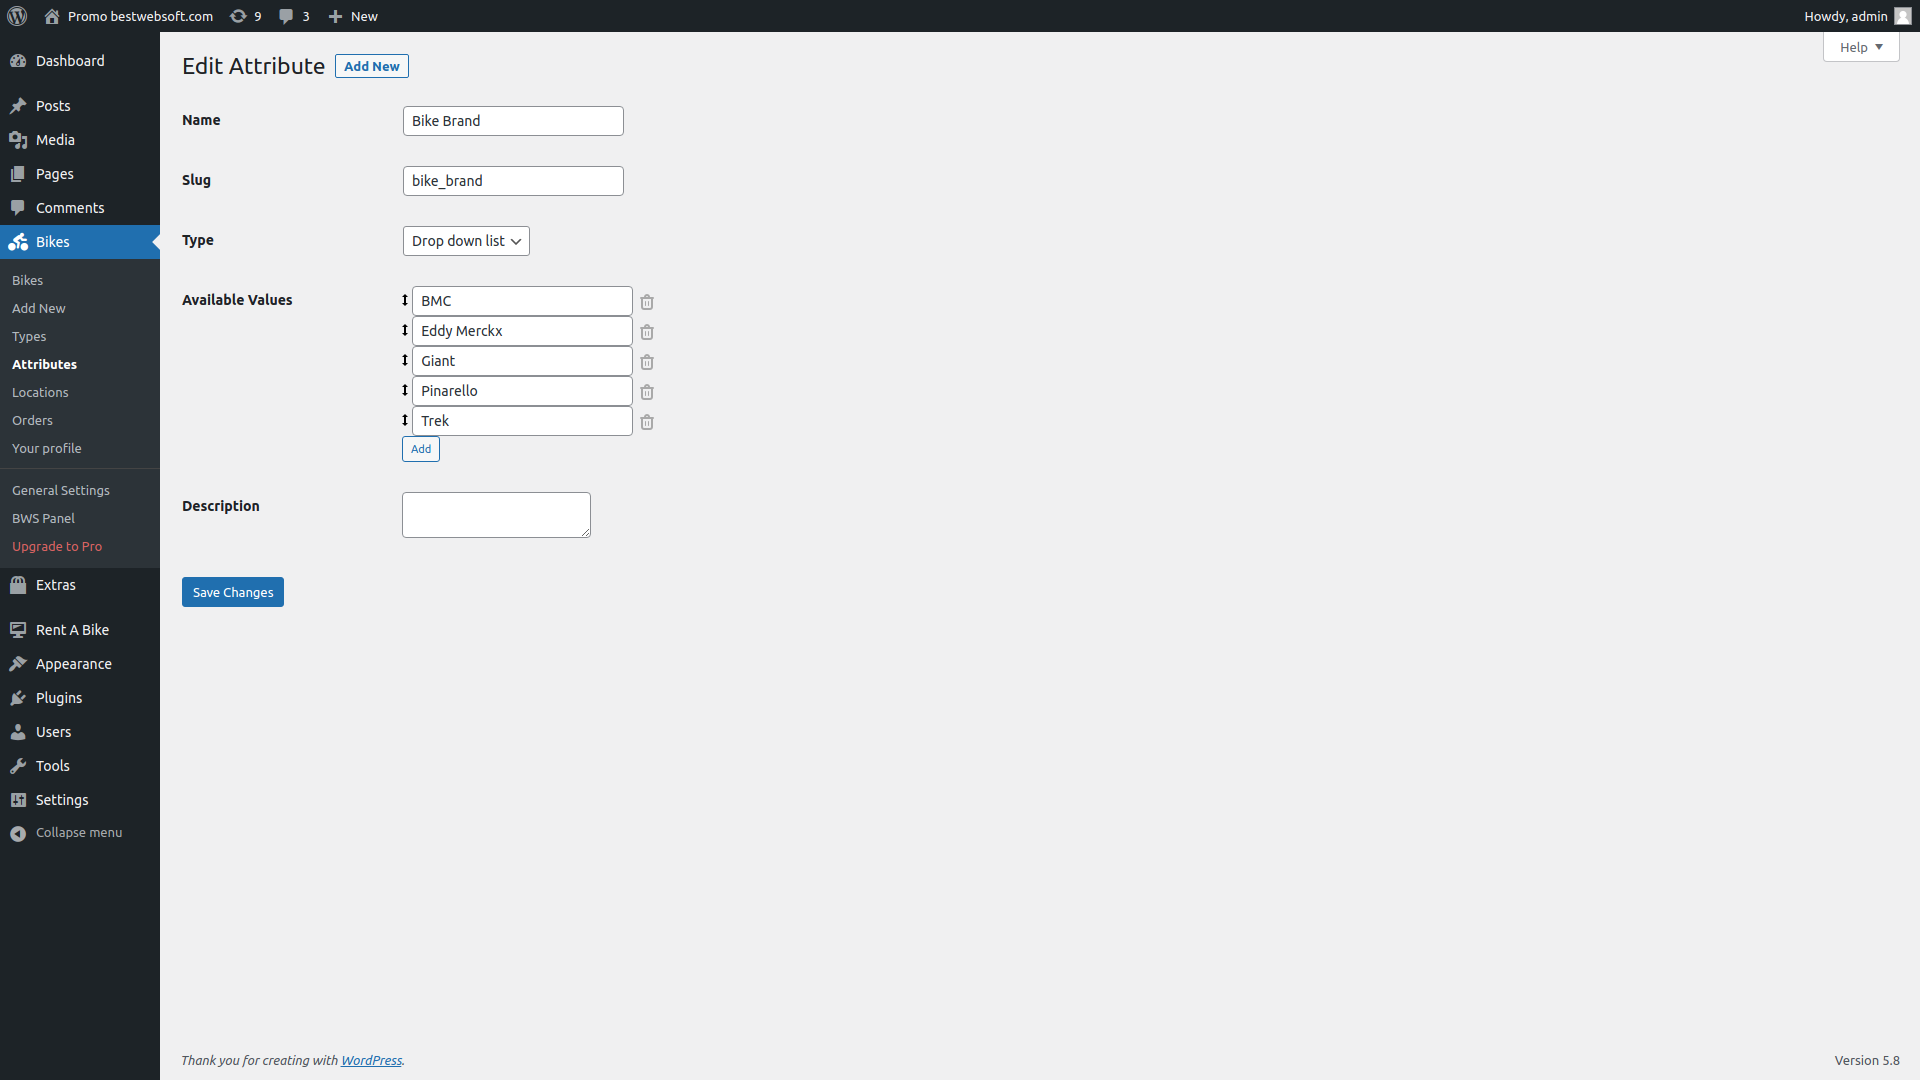 Promo bestwebsoft.com 9 3 New Howdy, admin
Help
Dashboard
Posts
Media
Pages
Comments
Bikes
Bikes
Add New
Types
Attributes
Locations
Orders
Your profile
General Settings
BWS Panel
Upgrade to Pro
Extras
Rent A Bike
Appearance
Plugins
Users
Tools
Settings
Collapse menu
Edit Attribute Add New
Name Bike Brand
Slug bike_brand
Type Drop down list
Available Values BMC
Eddy Merckx
Giant
Pinarello
Trek
Add
Description
Save Changes
Thank you for creating with WordPress. Version 5.8